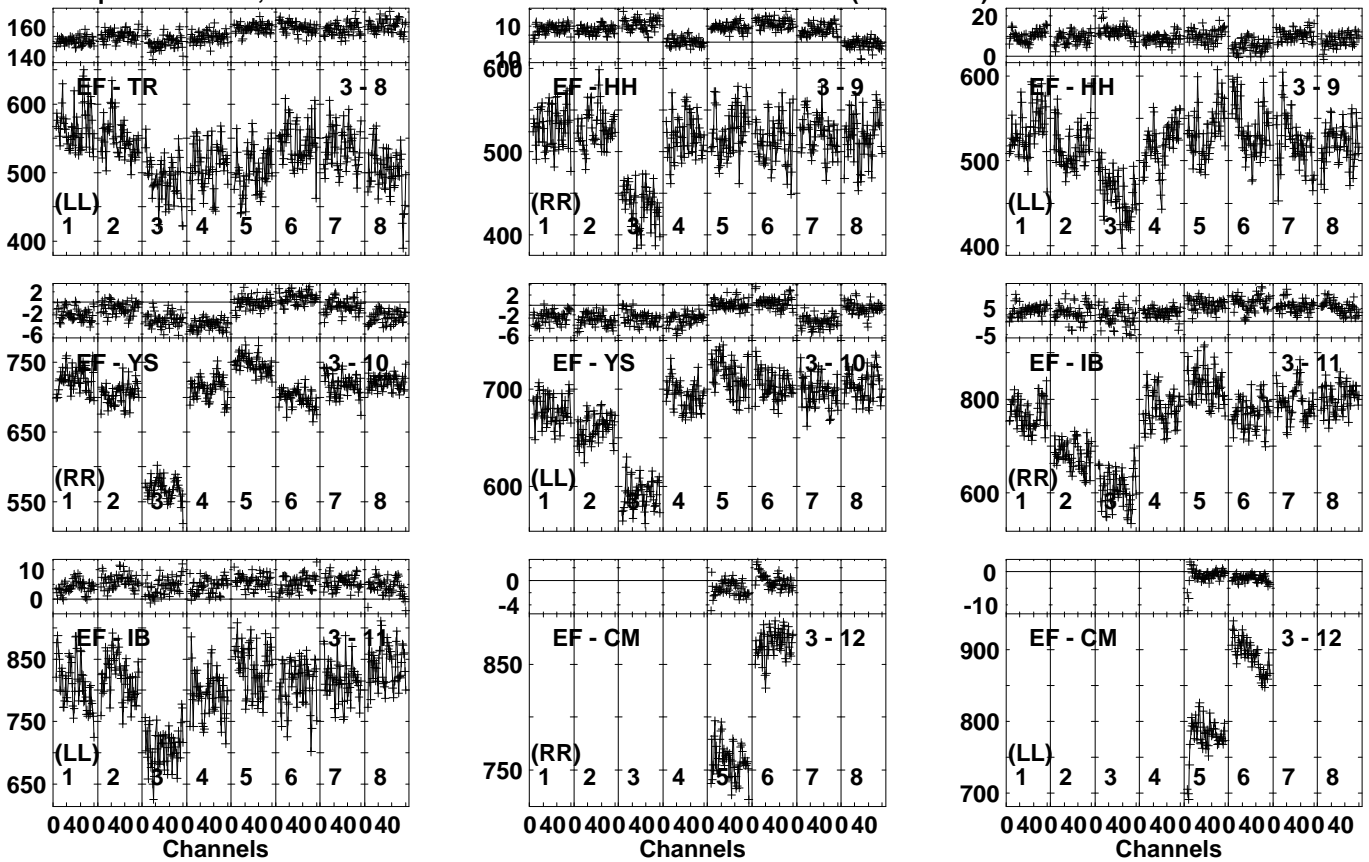 160 10 20
140 10 0
EF - TR 3 - 8 600 EF - HH 3 - 9 600 EF - HH 3 - 9
600
500 500 500
(LL) (RR) (LL)
1 2 3 4 5 6 7 8 1 2 3 4 5 6 7 8 1 2 3 4 5 6 7 8
400 400 400
2 2 5
-2 -2
-6 -6 -5
EF - YS 3 - 10 EF - YS 3 - 10 EF - IB 3 - 11
750 700 800
650
(RR) (LL) (RR)
550 600 600
1 2 3 4 5 6 7 8 1 2 3 4 5 6 7 8 1 2 3 4 5 6 7 8
10 0 0
0 -4 -10
EF - IB 3 - 11 EF - CM 3 - 12 EF - CM 3 - 12
850 850 900
750 800
(LL) (RR) (LL)
650 750 700
1 2 3 4 5 6 7 8 1 2 3 4 5 6 7 8 1 2 3 4 5 6 7 8
0 40 0 40 0 40 0 40 0 40 0 40 0 40 0 40 0 40 0 40 0 40 0 40 0 40 0 40 0 40 0 40 0 40 0 40 0 40 0 40 0 40 0 40 0 40 0 40
Channels Channels Channels